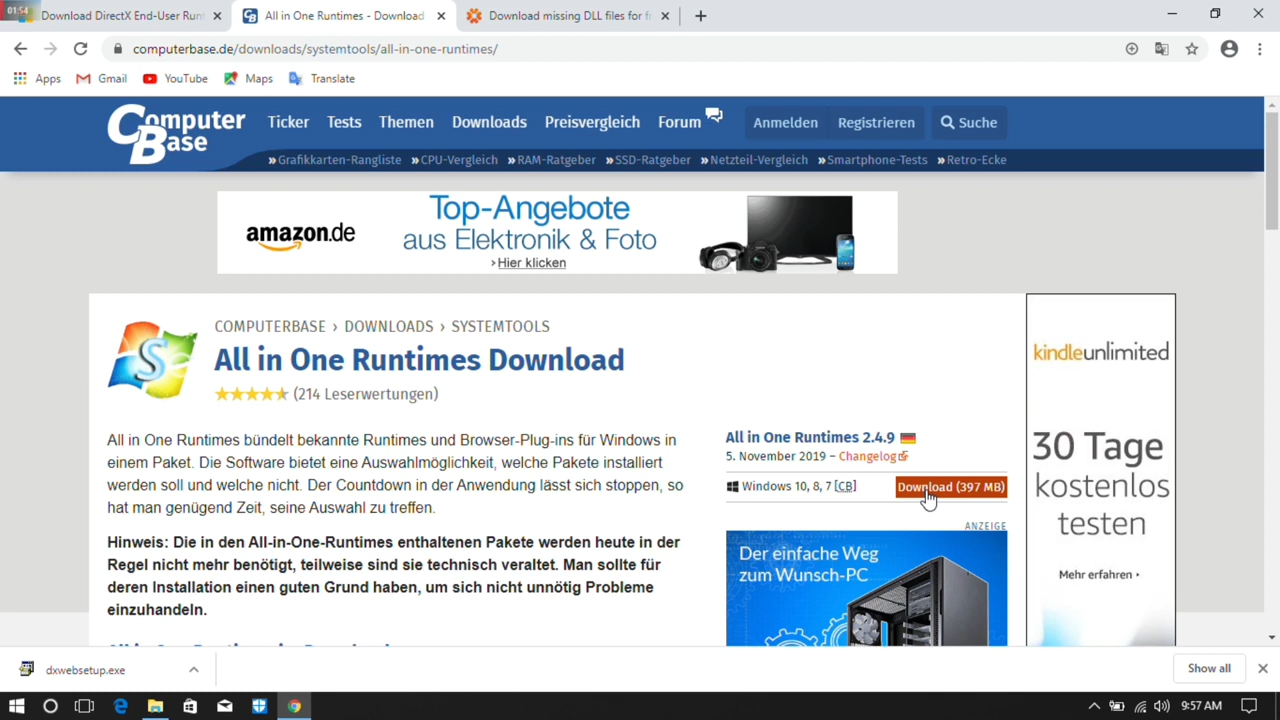 01:54
Download DirectX End-User Runt
All in One Runtimes - Download
Download missing DLL files for fr
computerbase.de/downloads/systemtools/all-in-one-runtimes/
Apps Gmail YouTube Maps Translate
ComputerBase
Ticker Tests Themen Downloads Preisvergleich Forum Anmelden Registrieren Suche
»Grafikkarten-Rangliste »CPU-Vergleich »RAM-Ratgeber »SSD-Ratgeber »Netzteil-Vergleich »Smartphone-Tests »Retro-Ecke
amazon.de
Top-Angebote
aus Elektronik & Foto
›Hier klicken
COMPUTERBASE › DOWNLOADS › SYSTEMTOOLS
All in One Runtimes Download
(214 Leserwertungen)
All in One Runtimes bündelt bekannte Runtimes und Browser-Plug-ins für Windows in
einem Paket. Die Software bietet eine Auswahlmöglichkeit, welche Pakete installiert
werden soll und welche nicht. Der Countdown in der Anwendung lässt sich stoppen, so
hat man genügend Zeit, seine Auswahl zu treffen.
Hinweis: Die in den All-in-One-Runtimes enthaltenen Pakete werden heute in der
Regel nicht mehr benötigt, teilweise sind sie technisch veraltet. Man sollte für
deren Installation einen guten Grund haben, um sich nicht unnötig Probleme
einzuhandeln.
All in One Runtimes 2.4.9
5. November 2019 – Changelog
Windows 10, 8, 7 [CB] Download (397 MB)
ANZEIGE
Der einfache Weg
zum Wunsch-PC
kindleunlimited
30 Tage
kostenlos
testen
Mehr erfahren ›
dxwebsetup.exe
Show all
9:57 AM